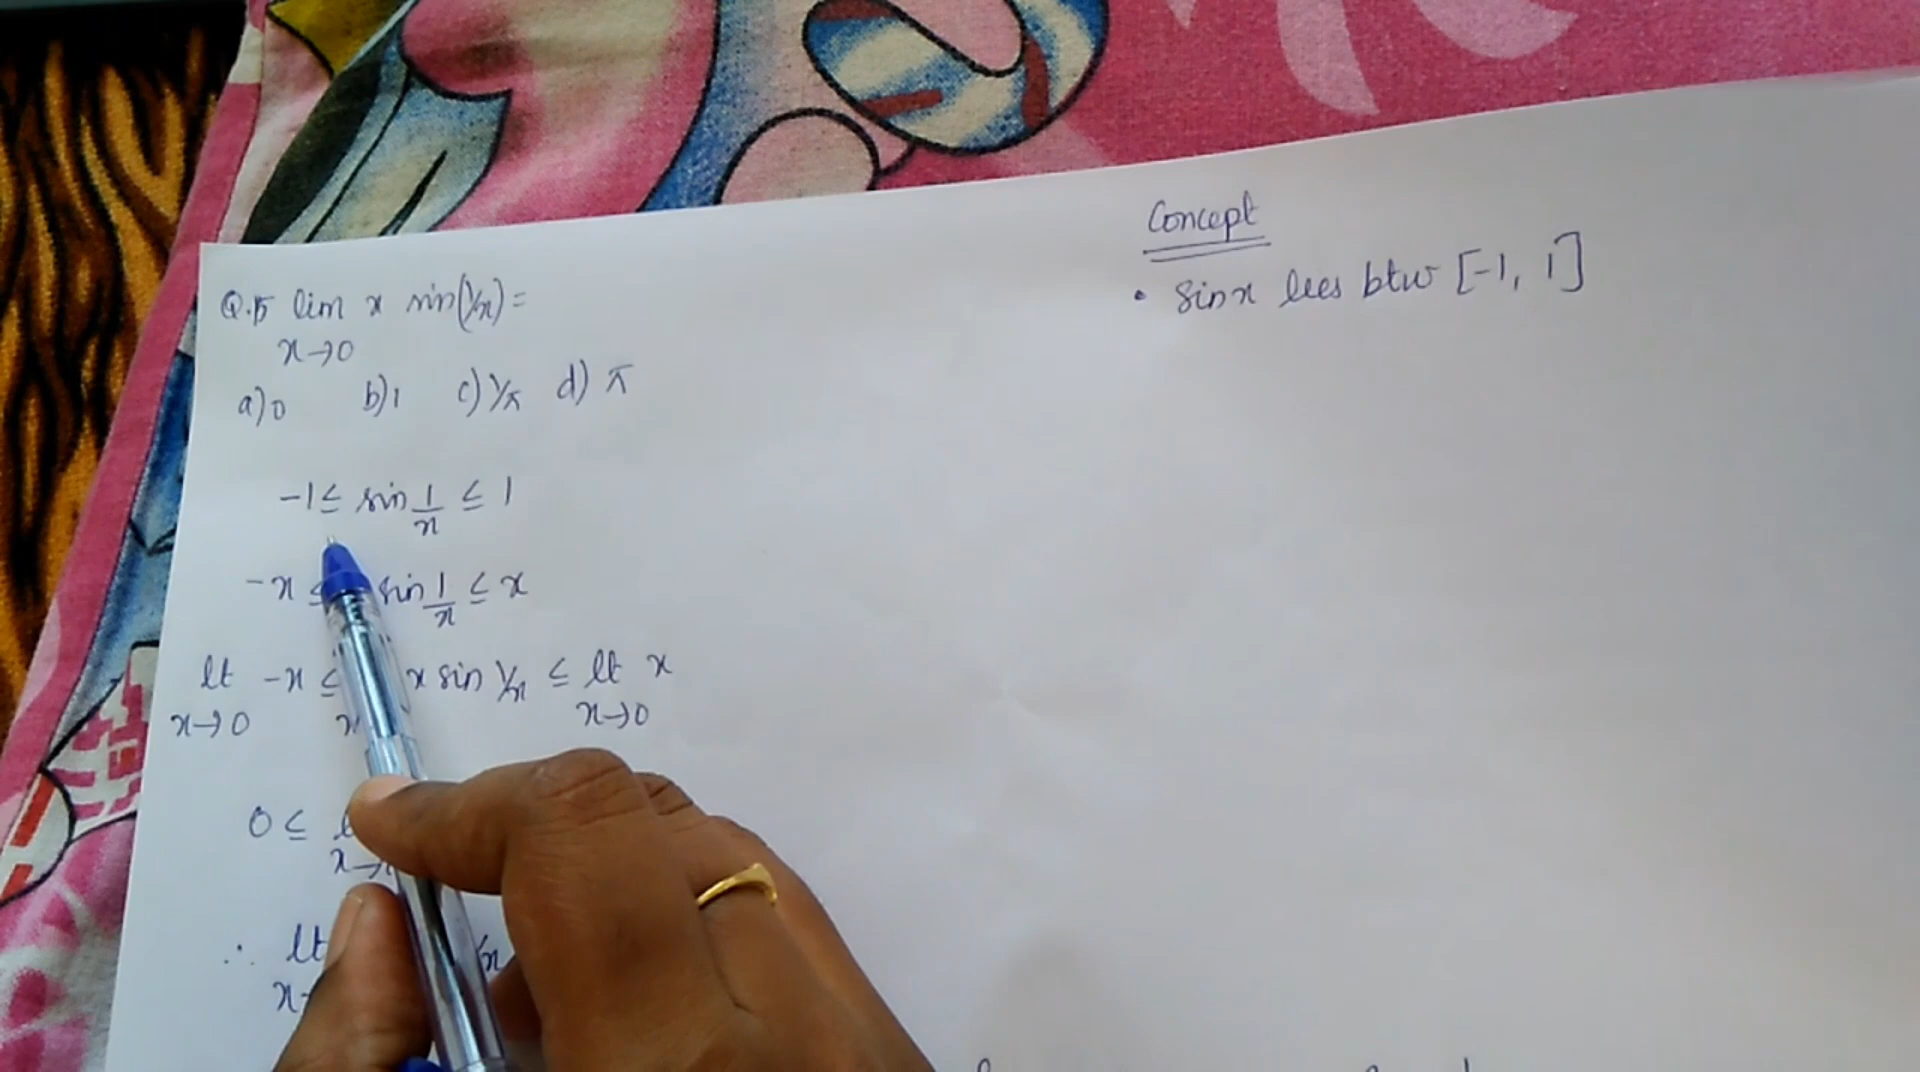 Q.15 lim x sin(1/x) =
x→0
a) 0 b) 1 c) 1/π d) π
-1 ≤ sin 1/x ≤ 1
-x ≤ sin 1/x ≤ x
lt -x ≤ x sin 1/x ≤ lt x
x→0 x x→0
0 ≤
x→
∴ lt
x→
Concept
• Sinx lies btw [-1, 1]